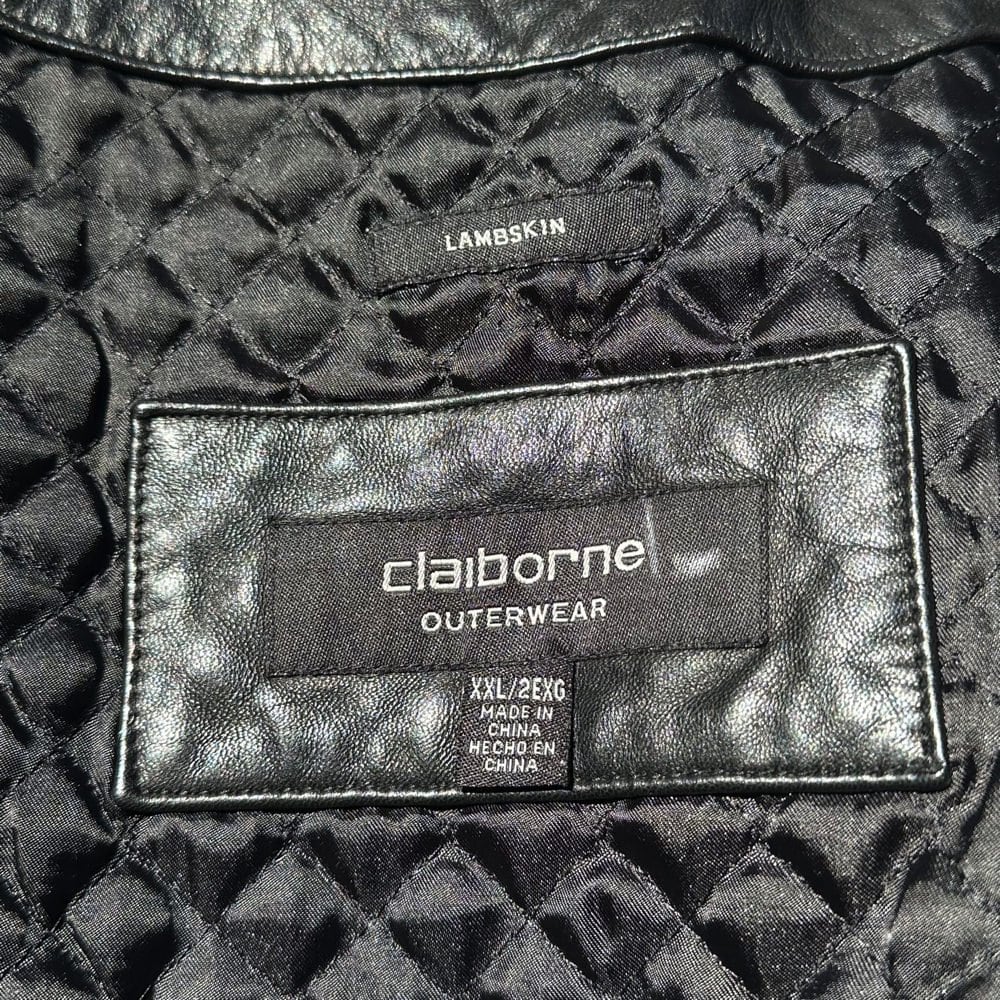 LAMBSKIN
claiborne
OUTERWEAR
XXL/2EXG
MADE IN
CHINA
HECHO EN
CHINA